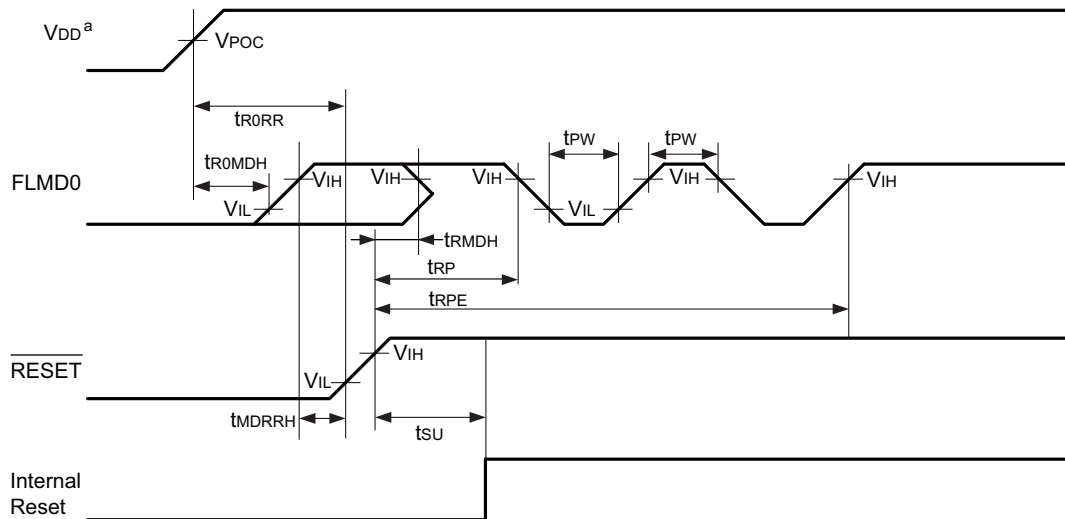 VDD a
VPOC
tR0RR
tR0MDH
tPW
tPW
FLMD0
VIH
VIH
VIH
VIH
VIH
VIL
VIL
tRMDH
tRP
tRPE
RESET
VIH
VIL
tMDRRH
tSU
Internal
Reset